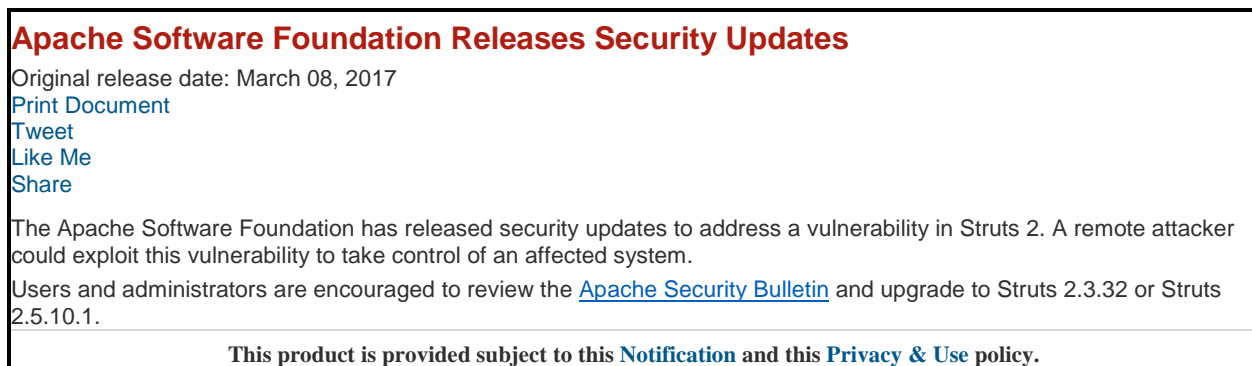 Apache Software Foundation Releases Security Updates
Original release date: March 08, 2017
Print Document
Tweet
Like Me
Share
The Apache Software Foundation has released security updates to address a vulnerability in Struts 2. A remote attacker
could exploit this vulnerability to take control of an affected system.
Users and administrators are encouraged to review the Apache Security Bulletin and upgrade to Struts 2.3.32 or Struts
2.5.10.1.
This product is provided subject to this Notification and this Privacy & Use policy.